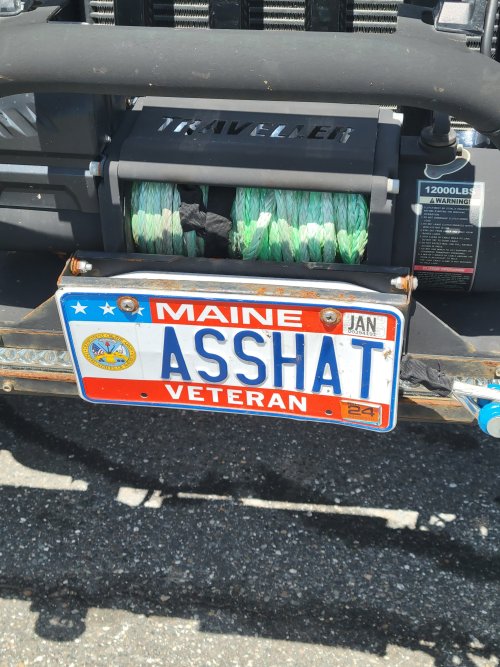 TRAVELLER
12000LBS
WARNING!
MAINE
JAN
ASSHAT
VETERAN
24